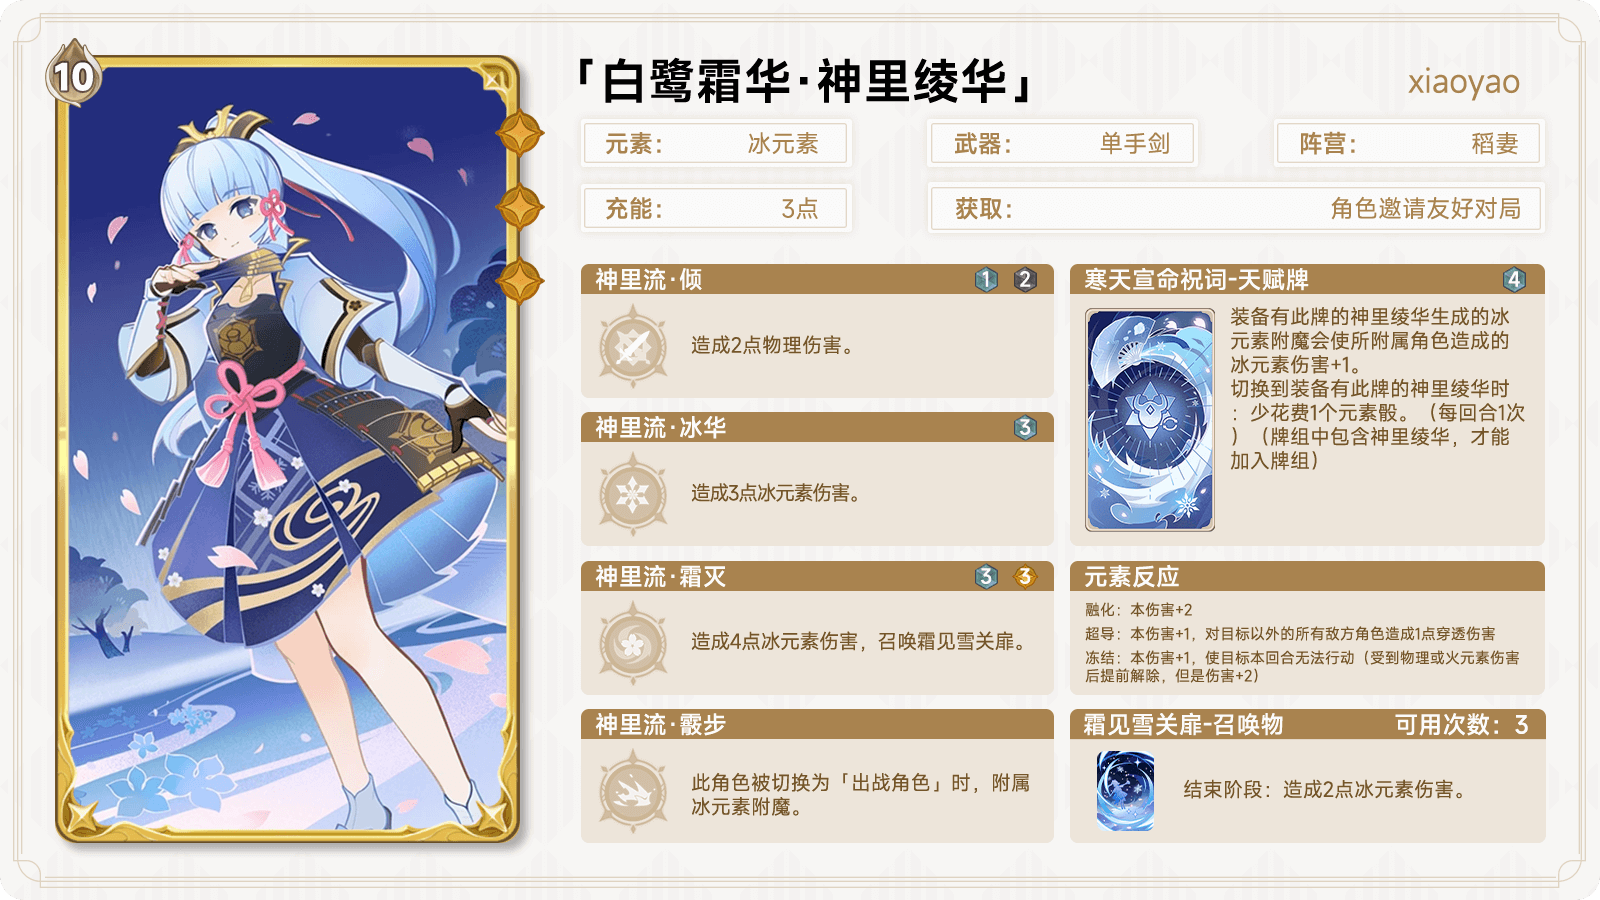 10
「白鹭霜华·神里绫华」
xiaoyao
元素： 冰元素
武器： 单手剑
阵营： 稻妻
充能： 3点
获取： 角色邀请友好对局
神里流·倾 1 2
造成2点物理伤害。
神里流·冰华 3
造成3点冰元素伤害。
神里流·霜灭 3 3
造成4点冰元素伤害，召唤霜见雪关扉。
神里流·霰步
此角色被切换为「出战角色」时，附属
冰元素附魔。
寒天宣命祝词-天赋牌 4
装备有此牌的神里绫华生成的冰
元素附魔会使所附属角色造成的
冰元素伤害+1。
切换到装备有此牌的神里绫华时
：少花费1个元素骰。（每回合1次
）（牌组中包含神里绫华，才能
加入牌组）
元素反应
融化：本伤害+2
超导：本伤害+1，对目标以外的所有敌方角色造成1点穿透伤害
冻结：本伤害+1，使目标本回合无法行动（受到物理或火元素伤害
后提前解除，但是伤害+2）
霜见雪关扉-召唤物 可用次数：3
结束阶段：造成2点冰元素伤害。